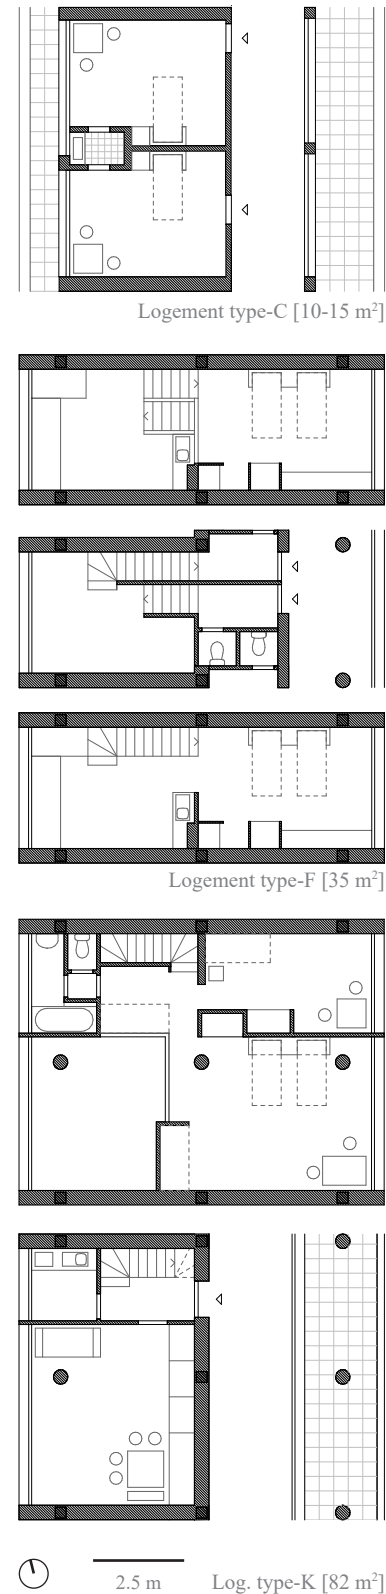 Logement type-C [10-15 m²]
Logement type-F [35 m²]
2.5 m
Log. type-K [82 m²]